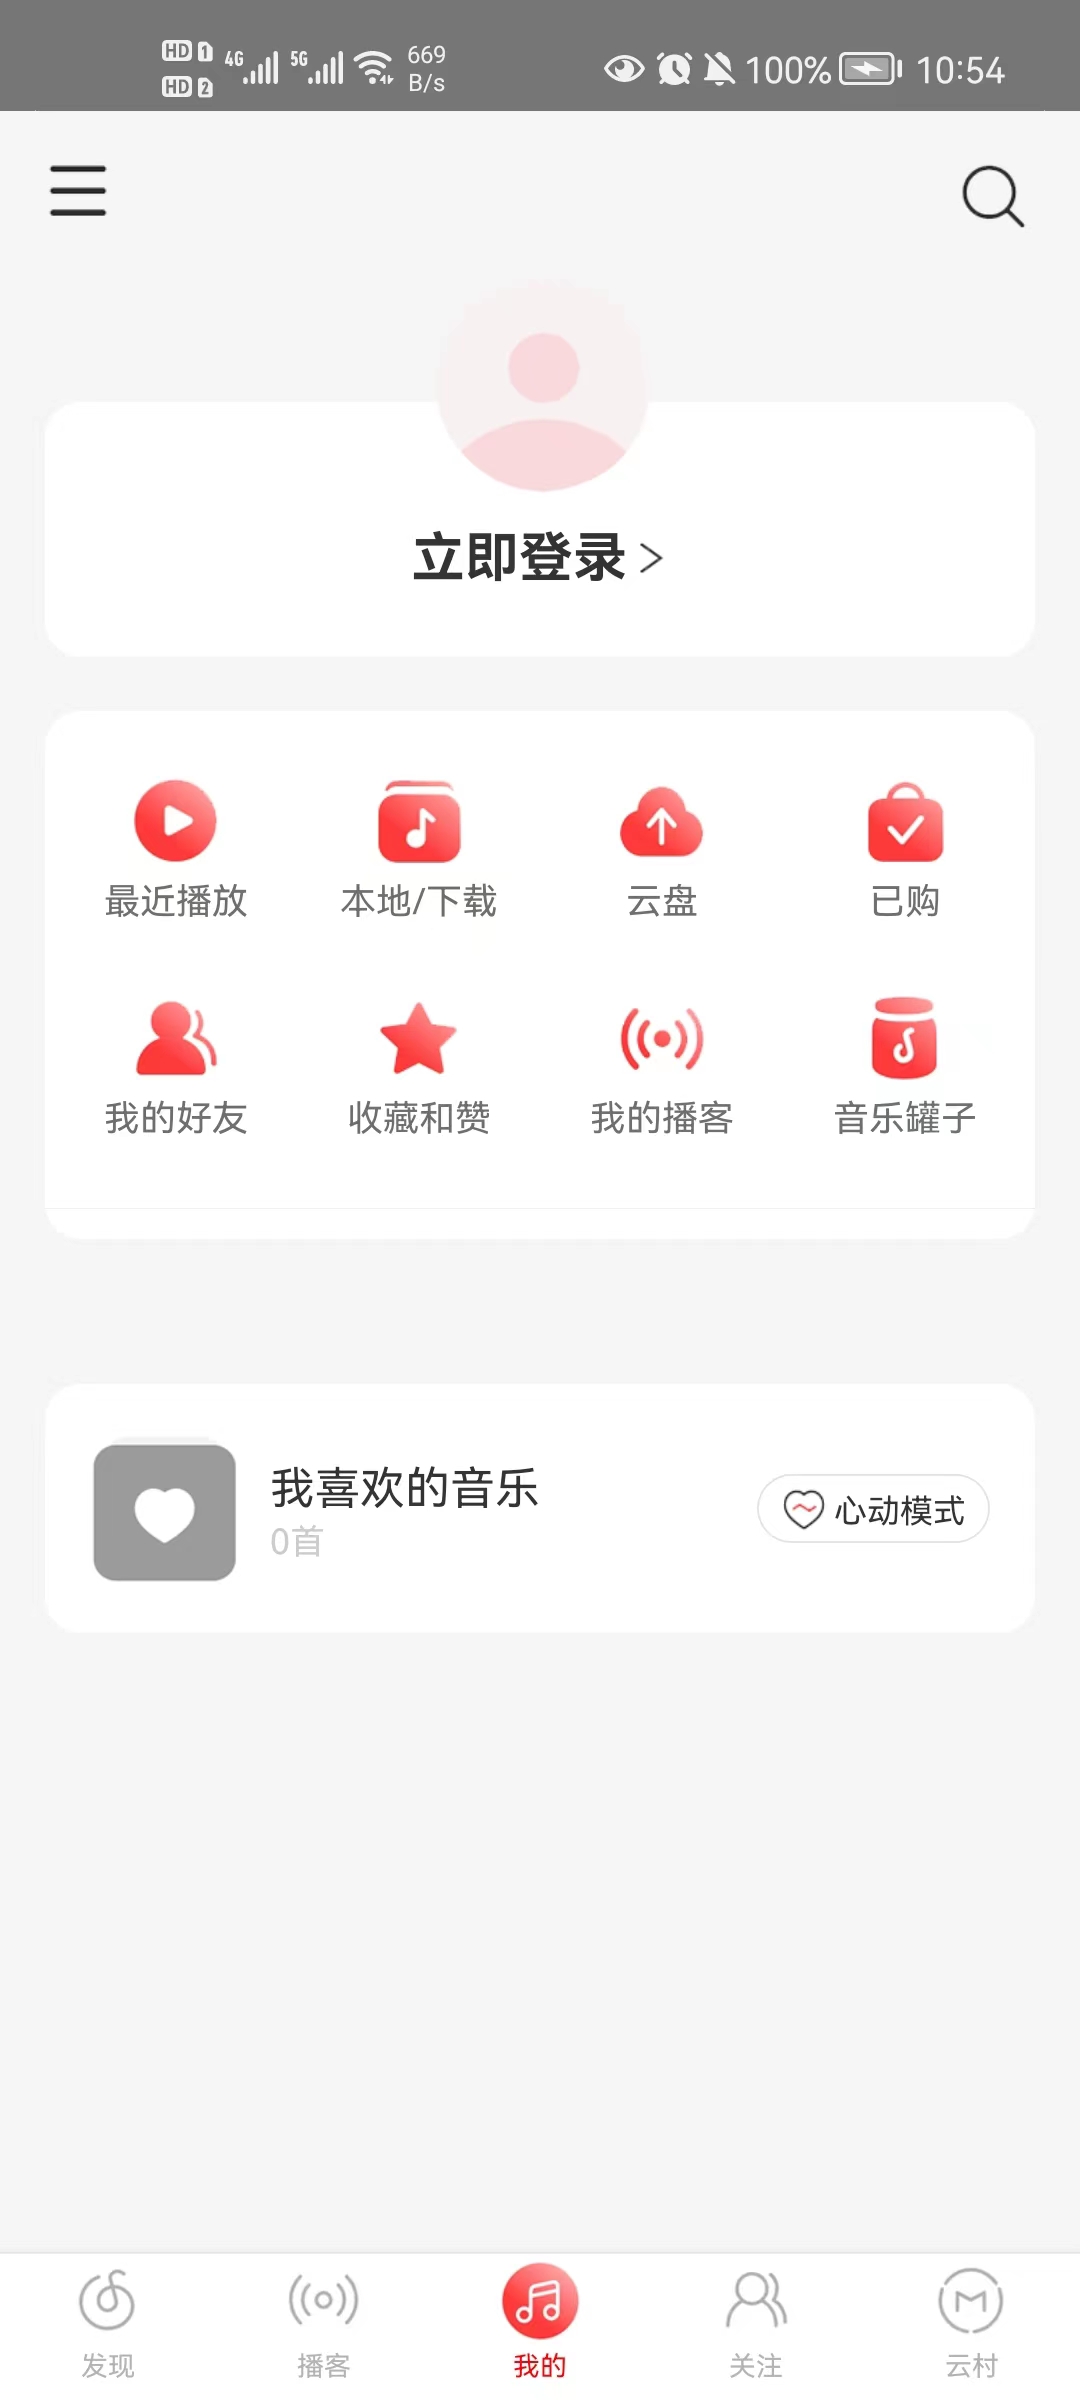 HD 1 4G 5G 669
HD 2 B/s
100% 10:54
立即登录 >
最近播放 本地/下载 云盘 已购
我的好友 收藏和赞 我的播客 音乐罐子
我喜欢的音乐
0首
心动模式
发现 播客 我的 关注 云村